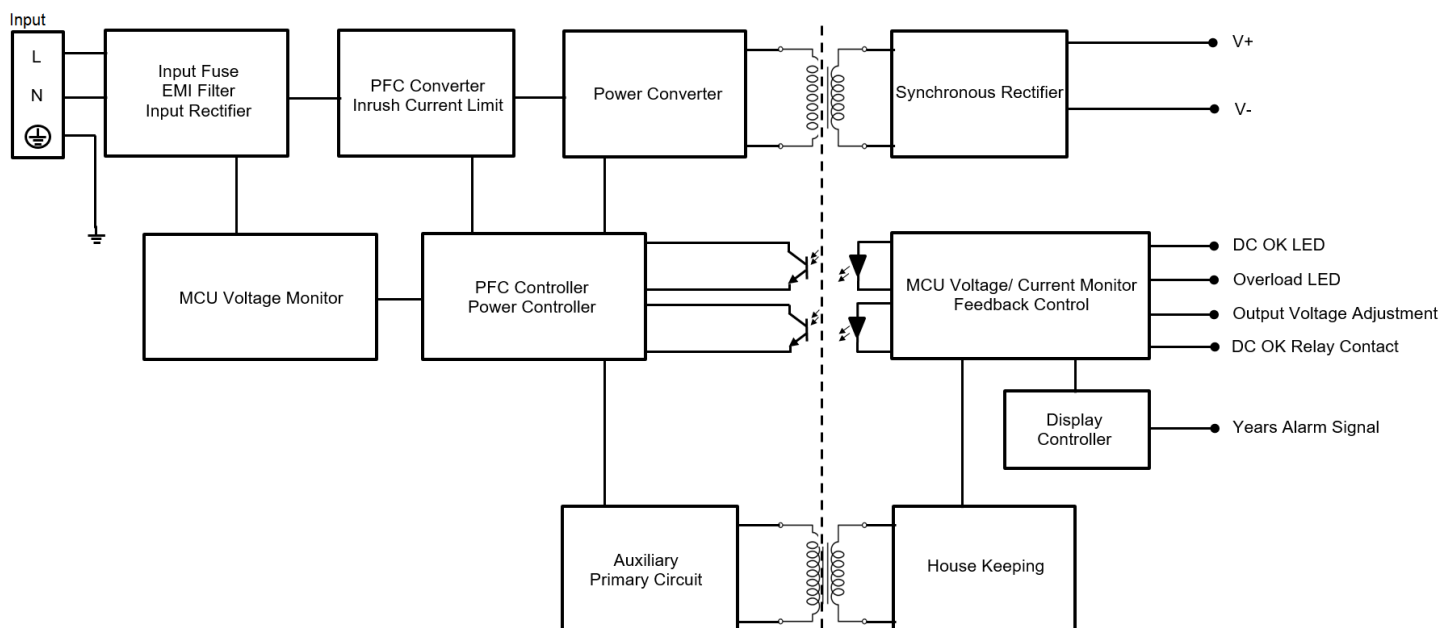 Input
L
N
Input Fuse
EMI Filter
Input Rectifier
PFC Converter
Inrush Current Limit
Power Converter
Synchronous Rectifier
V+
V-
MCU Voltage Monitor
PFC Controller
Power Controller
MCU Voltage/ Current Monitor
Feedback Control
DC OK LED
Overload LED
Output Voltage Adjustment
DC OK Relay Contact
Display
Controller
Years Alarm Signal
Auxiliary
Primary Circuit
House Keeping